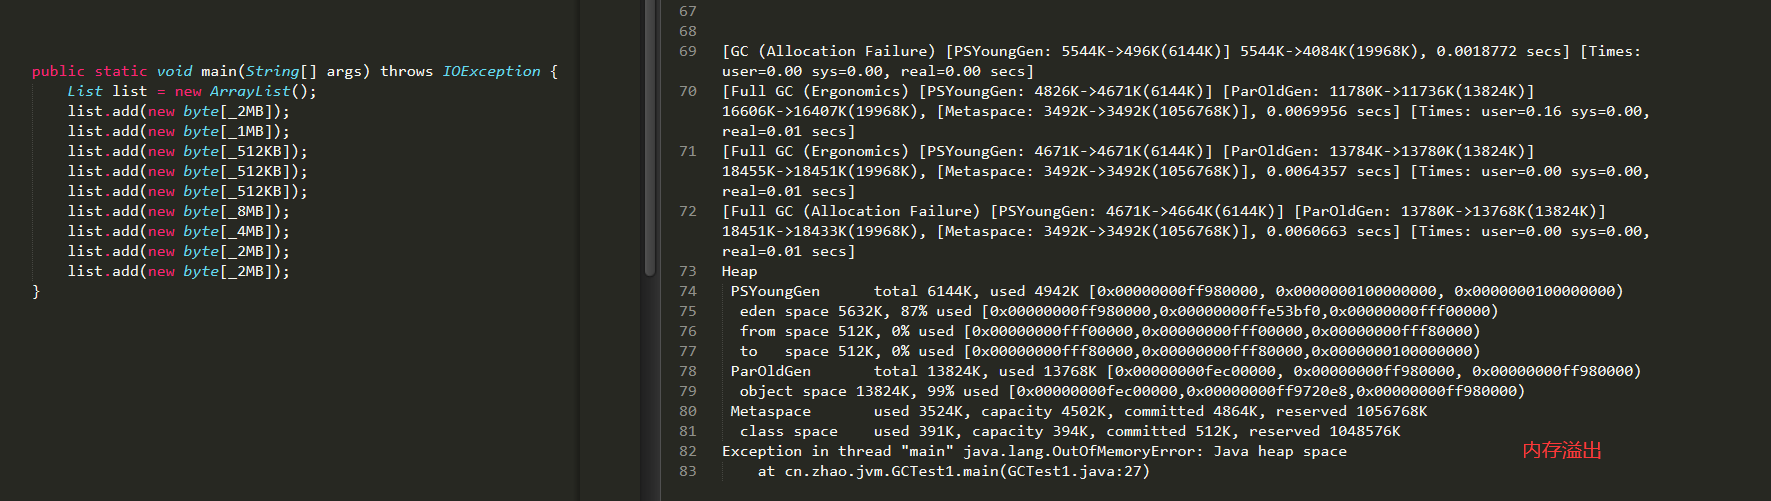 public static void main(String[] args) throws IOException {
List list = new ArrayList();
list.add(new byte[_2MB]);
list.add(new byte[_1MB]);
list.add(new byte[_512KB]);
list.add(new byte[_512KB]);
list.add(new byte[_512KB]);
list.add(new byte[_8MB]);
list.add(new byte[_4MB]);
list.add(new byte[_2MB]);
list.add(new byte[_2MB]);
}
67
68
69 [GC (Allocation Failure) [PSYoungGen: 5544K->496K(6144K)] 5544K->4084K(19968K), 0.0018772 secs] [Times:
user=0.00 sys=0.00, real=0.00 secs]
70 [Full GC (Ergonomics) [PSYoungGen: 4826K->4671K(6144K)] [ParOldGen: 11780K->11736K(13824K)]
16606K->16407K(19968K), [Metaspace: 3492K->3492K(1056768K)], 0.0069956 secs] [Times: user=0.16 sys=0.00,
real=0.01 secs]
71 [Full GC (Ergonomics) [PSYoungGen: 4671K->4671K(6144K)] [ParOldGen: 13784K->13780K(13824K)]
18455K->18451K(19968K), [Metaspace: 3492K->3492K(1056768K)], 0.0064357 secs] [Times: user=0.00 sys=0.00,
real=0.01 secs]
72 [Full GC (Allocation Failure) [PSYoungGen: 4671K->4664K(6144K)] [ParOldGen: 13780K->13768K(13824K)]
18451K->18433K(19968K), [Metaspace: 3492K->3492K(1056768K)], 0.0060663 secs] [Times: user=0.00 sys=0.00,
real=0.01 secs]
73 Heap
74 PSYoungGen total 6144K, used 4942K [0x00000000ff980000, 0x0000000100000000, 0x0000000100000000)
75 eden space 5632K, 87% used [0x00000000ff980000,0x00000000ffe53bf0,0x00000000fff00000)
76 from space 512K, 0% used [0x00000000fff00000,0x00000000fff00000,0x00000000fff80000)
77 to space 512K, 0% used [0x00000000fff80000,0x00000000fff80000,0x0000000100000000)
78 ParOldGen total 13824K, used 13768K [0x00000000fec00000, 0x00000000ff980000, 0x00000000ff980000)
79 object space 13824K, 99% used [0x00000000fec00000,0x00000000ff9720e8,0x00000000ff980000)
80 Metaspace used 3524K, capacity 4502K, committed 4864K, reserved 1056768K
81 class space used 391K, capacity 394K, committed 512K, reserved 1048576K
82 Exception in thread "main" java.lang.OutOfMemoryError: Java heap space 内存溢出
83 at cn.zhao.jvm.GCTest1.main(GCTest1.java:27)